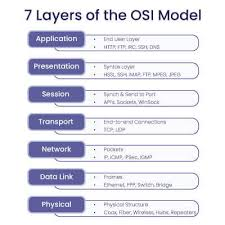 7 Layers of the OSI Model
Application
End User Layer
HTTP, FTP, IRC, SSH, DNS
Presentation
Syntax Layer
SSL, SSH, IMAP, FTP, MPEG, JPEG
Session
Synch & Send to Port
APIs, Sockets, WinSock
Transport
End-to-end Connections
TCP, UDP
Network
Packets
IP, ICMP, IPSec, IGMP
Data Link
Frames
Ethernet, PPP, Switch, Bridge
Physical
Physical Structure
Coax, Fiber, Wireless, Hubs, Repeaters